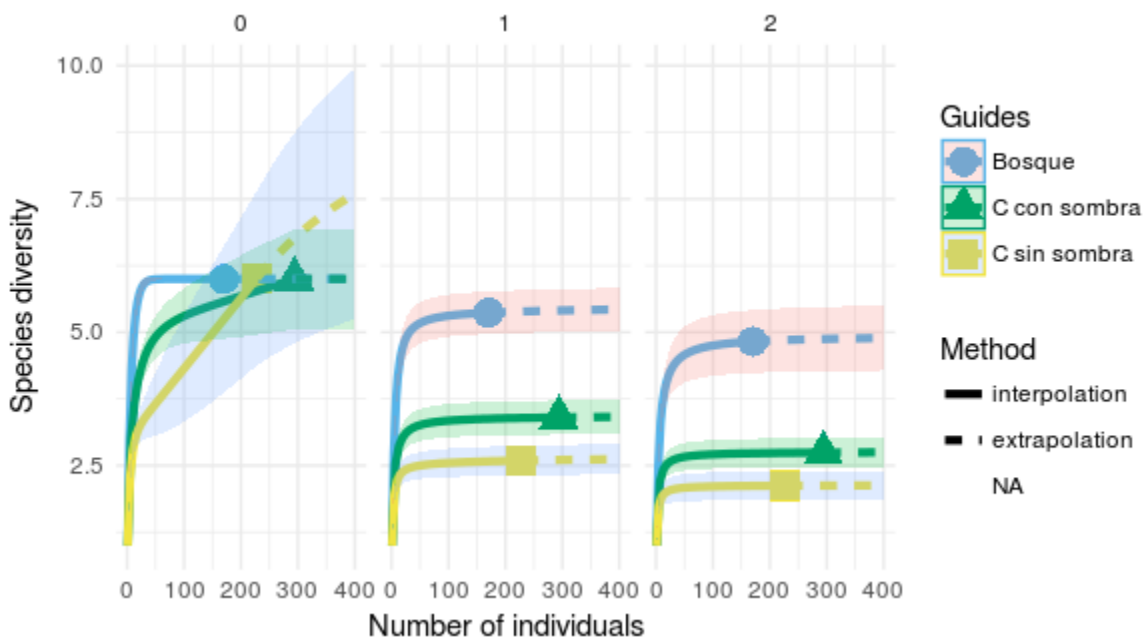 0 1 2
10.0
7.5
5.0
2.5
Species diversity
0 100 200 300 400 0 100 200 300 400 0 100 200 300 400
Number of individuals
Guides
Bosque
C con sombra
C sin sombra
Method
interpolation
extrapolation
NA